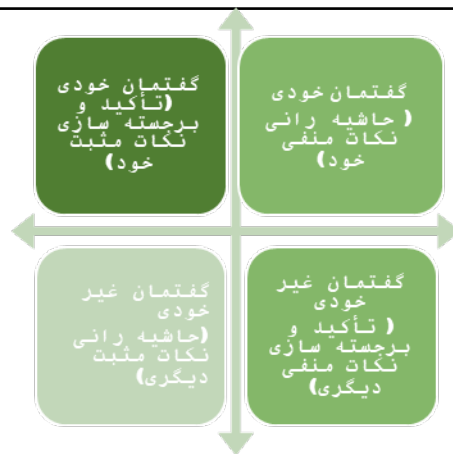 گفتمان خودی
( حاشیه رانی
نکات منفی
خود)
گفتمان خودی
(تأکید و
برجسته سازی
نکات مثبت
خود)
گفتمان غیر
خودی
( تأکید و
برجسته سازی
نکات منفی
دیگری)
گفتمان غیر
خودی
(حاشیه رانی
نکات مثبت
دیگری)